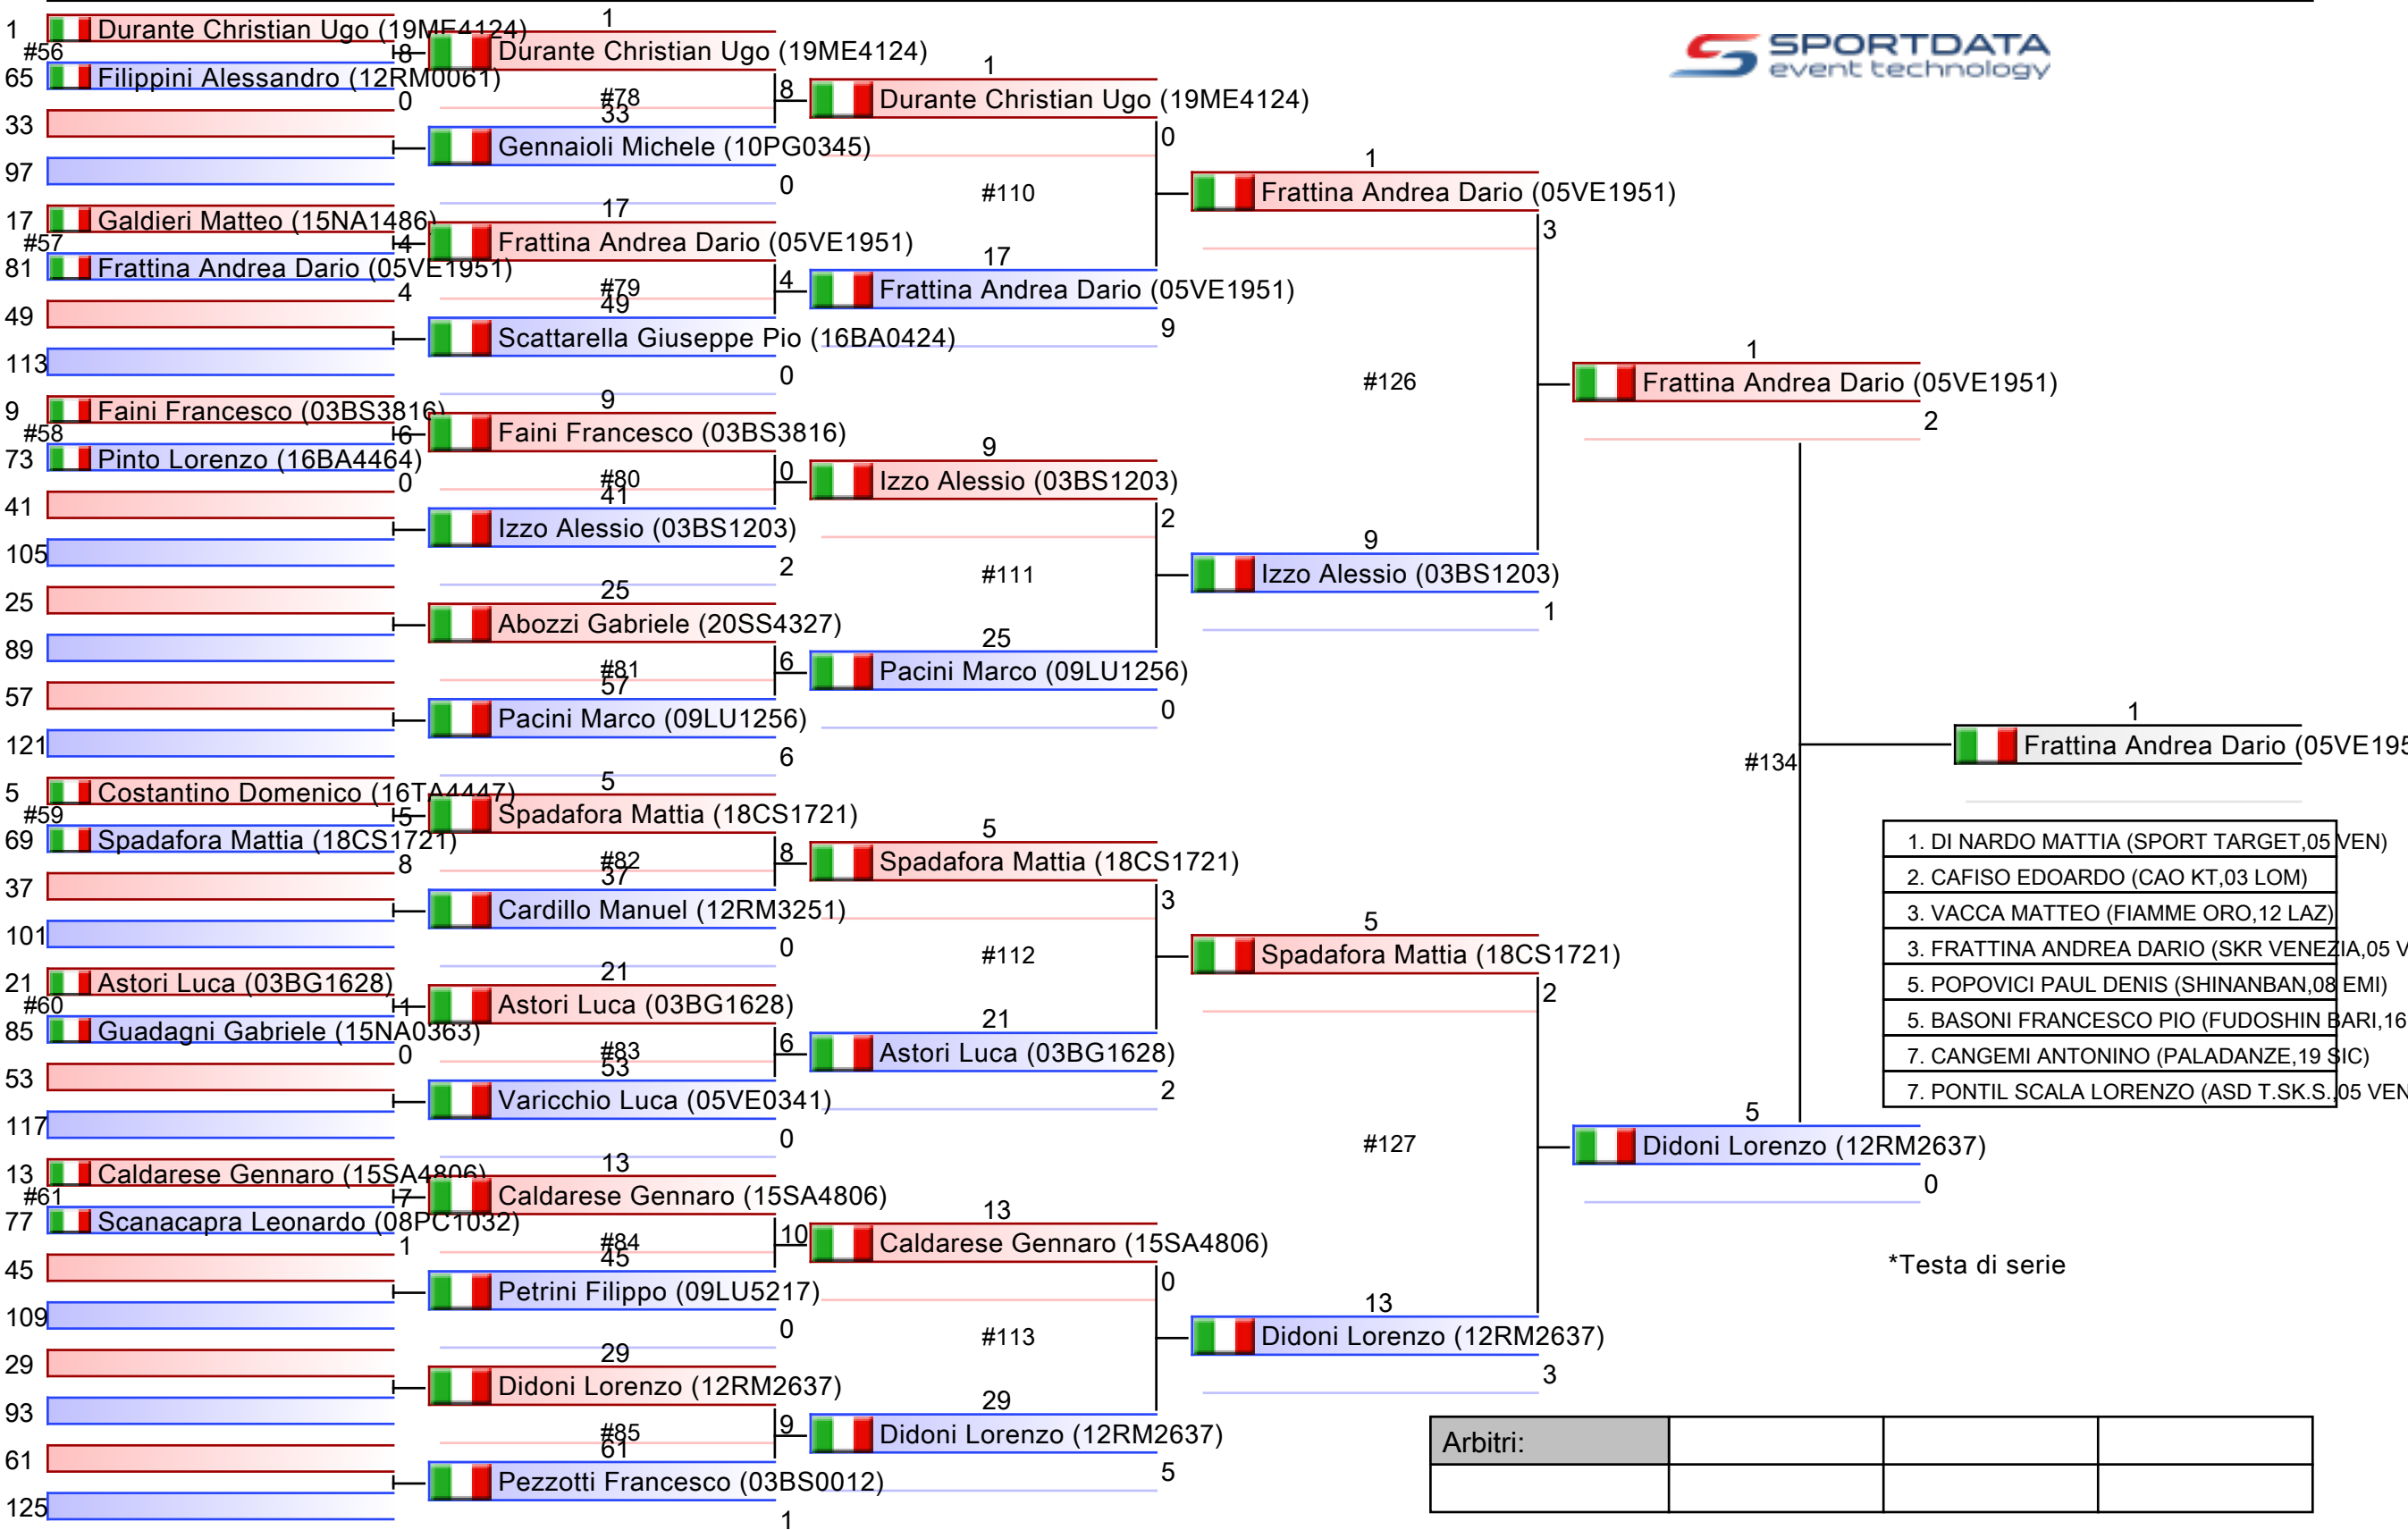 SPORTDATA
event technology
1
Durante Christian Ugo (19ME4124)
#56
8
65
Filippini Alessandro (12RM0061)
0
33
97
17
Galdieri Matteo (15NA1486)
#57
4
81
Frattina Andrea Dario (05VE1951)
4
49
113
9
Faini Francesco (03BS3816)
#58
6
73
Pinto Lorenzo (16BA4464)
0
41
105
25
89
57
121
5
Costantino Domenico (16TA4447)
#59
5
69
Spadafora Mattia (18CS1721)
8
37
101
21
Astori Luca (03BG1628)
#60
1
85
Guadagni Gabriele (15NA0363)
0
53
117
13
Caldarese Gennaro (15SA4806)
#61
7
77
Scanacapra Leonardo (08PC1032)
1
45
109
29
93
61
125
1
Durante Christian Ugo (19ME4124)
8
#78
33
Gennaioli Michele (10PG0345)
0
17
Frattina Andrea Dario (05VE1951)
4
#79
49
Scattarella Giuseppe Pio (16BA0424)
0
9
Faini Francesco (03BS3816)
0
#80
41
Izzo Alessio (03BS1203)
2
25
Abozzi Gabriele (20SS4327)
6
#81
57
Pacini Marco (09LU1256)
6
5
Spadafora Mattia (18CS1721)
8
#82
37
Cardillo Manuel (12RM3251)
0
21
Astori Luca (03BG1628)
6
#83
53
Varicchio Luca (05VE0341)
0
13
Caldarese Gennaro (15SA4806)
10
#84
45
Petrini Filippo (09LU5217)
0
29
Didoni Lorenzo (12RM2637)
9
#85
61
Pezzotti Francesco (03BS0012)
1
1
Durante Christian Ugo (19ME4124)
0
#110
17
Frattina Andrea Dario (05VE1951)
9
9
Izzo Alessio (03BS1203)
2
#111
25
Pacini Marco (09LU1256)
0
5
Spadafora Mattia (18CS1721)
3
#112
21
Astori Luca (03BG1628)
2
13
Caldarese Gennaro (15SA4806)
0
#113
29
Didoni Lorenzo (12RM2637)
5
1
Frattina Andrea Dario (05VE1951)
3
#126
9
Izzo Alessio (03BS1203)
1
5
Spadafora Mattia (18CS1721)
2
#127
13
Didoni Lorenzo (12RM2637)
3
1
Frattina Andrea Dario (05VE1951)
2
#134
5
Didoni Lorenzo (12RM2637)
0
1
Frattina Andrea Dario (05VE195
1. DI NARDO MATTIA (SPORT TARGET,05 VEN)
2. CAFISO EDOARDO (CAO KT,03 LOM)
3. VACCA MATTEO (FIAMME ORO,12 LAZ)
3. FRATTINA ANDREA DARIO (SKR VENEZIA,05 V
5. POPOVICI PAUL DENIS (SHINANBAN,08 EMI)
5. BASONI FRANCESCO PIO (FUDOSHIN BARI,16
7. CANGEMI ANTONINO (PALADANZE,19 SIC)
7. PONTIL SCALA LORENZO (ASD T.SK.S.,05 VEN
*Testa di serie
Arbitri: